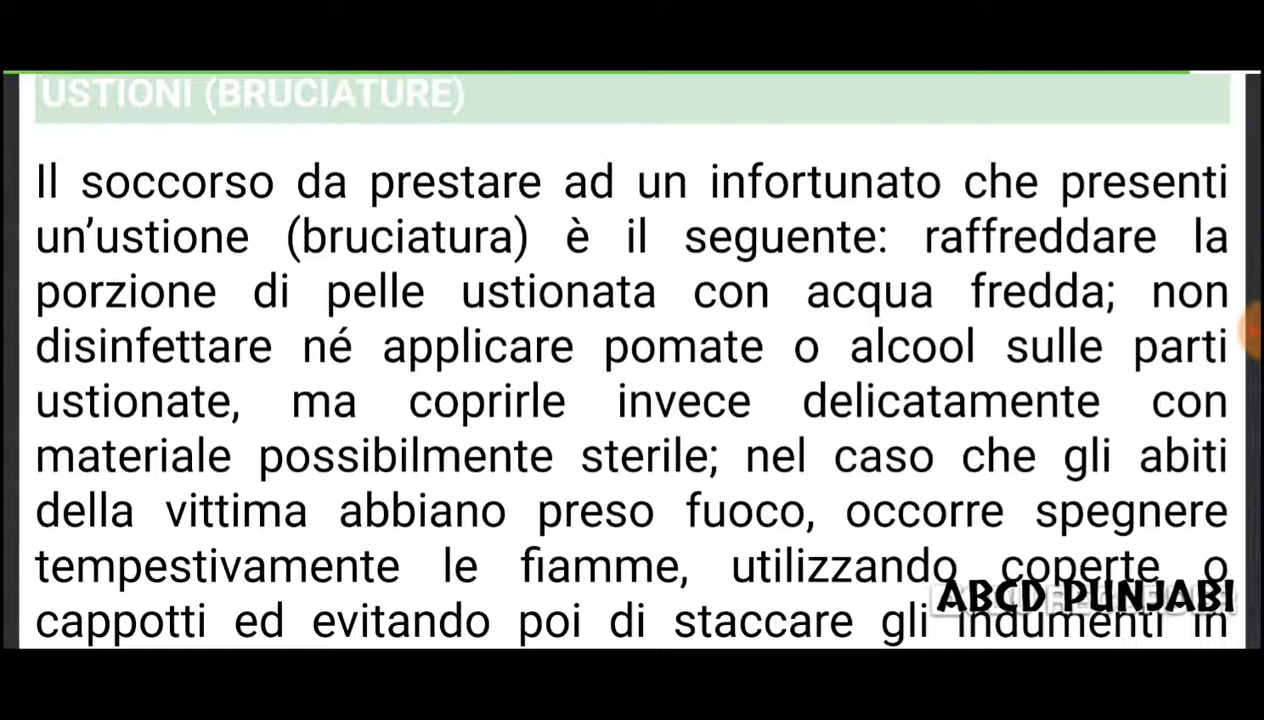 USTIONI (BRUCIATURE)
Il soccorso da prestare ad un infortunato che presenti
un'ustione (bruciatura) è il seguente: raffreddare la
porzione di pelle ustionata con acqua fredda; non
disinfettare né applicare pomate o alcool sulle parti
ustionate, ma coprirle invece delicatamente con
materiale possibilmente sterile; nel caso che gli abiti
della vittima abbiano preso fuoco, occorre spegnere
tempestivamente le fiamme, utilizzando coperte o
cappotti ed evitando poi di staccare gli indumenti in
ABCD PUNJABI